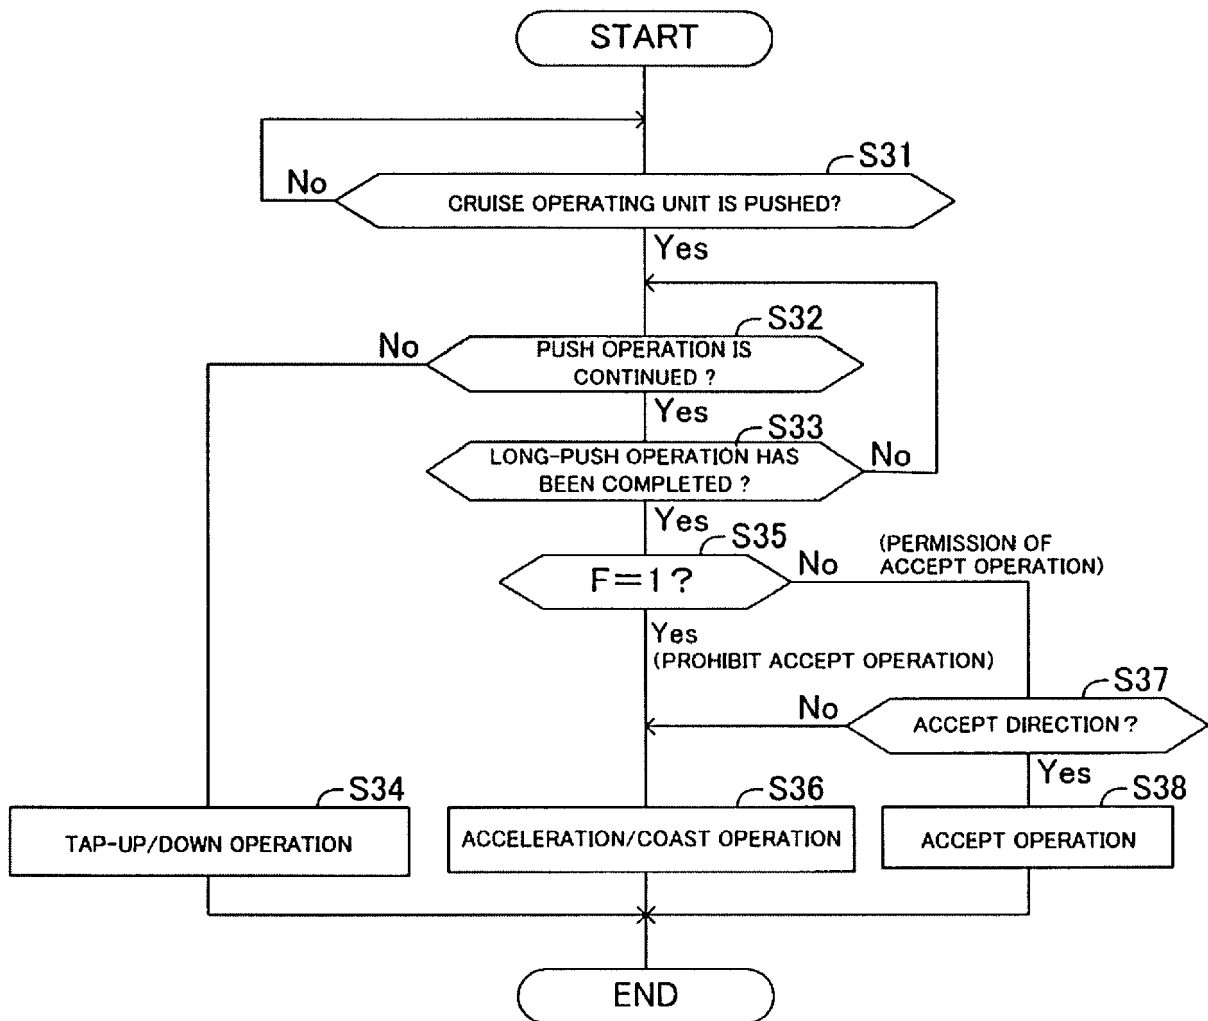 START
S31
No
CRUISE OPERATING UNIT IS PUSHED?
Yes
S32
No
PUSH OPERATION IS
CONTINUED ?
Yes
S33
LONG-PUSH OPERATION HAS
BEEN COMPLETED ?
No
Yes
S35
F=1?
No
(PERMISSION OF
ACCEPT OPERATION)
Yes
(PROHIBIT ACCEPT OPERATION)
S37
No
ACCEPT DIRECTION ?
Yes
S34
TAP-UP/DOWN OPERATION
S36
ACCELERATION/COAST OPERATION
S38
ACCEPT OPERATION
END